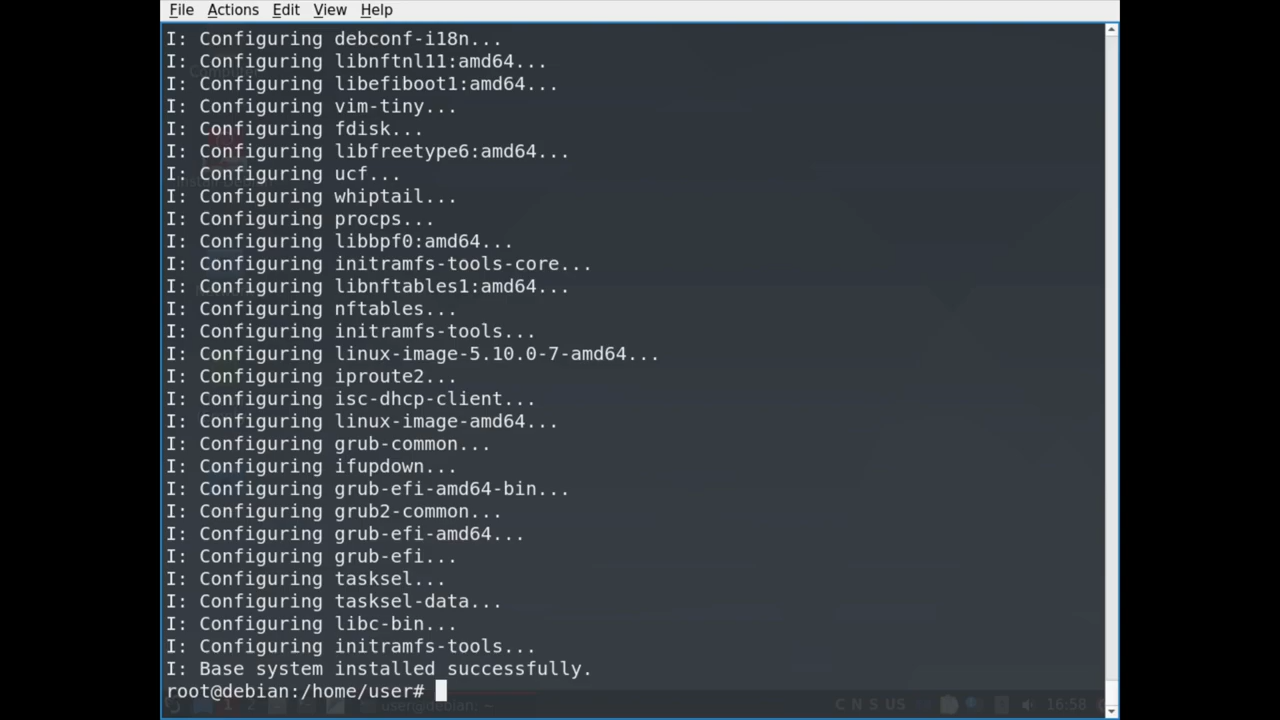 File Actions Edit View Help
I: Configuring debconf-i18n...
I: Configuring libnftnl11:amd64...
I: Configuring libefiboot1:amd64...
I: Configuring vim-tiny...
I: Configuring fdisk...
I: Configuring libfreetype6:amd64...
I: Configuring ucf...
I: Configuring whiptail...
I: Configuring procps...
I: Configuring libbpf0:amd64...
I: Configuring initramfs-tools-core...
I: Configuring libnftables1:amd64...
I: Configuring nftables...
I: Configuring initramfs-tools...
I: Configuring linux-image-5.10.0-7-amd64...
I: Configuring iproute2...
I: Configuring isc-dhcp-client...
I: Configuring linux-image-amd64...
I: Configuring grub-common...
I: Configuring ifupdown...
I: Configuring grub-efi-amd64-bin...
I: Configuring grub2-common...
I: Configuring grub-efi-amd64...
I: Configuring grub-efi...
I: Configuring tasksel...
I: Configuring tasksel-data...
I: Configuring libc-bin...
I: Configuring initramfs-tools...
I: Base system installed successfully.
root@debian:/home/user#
1 2 user@debian: ~ C N S US 16:58